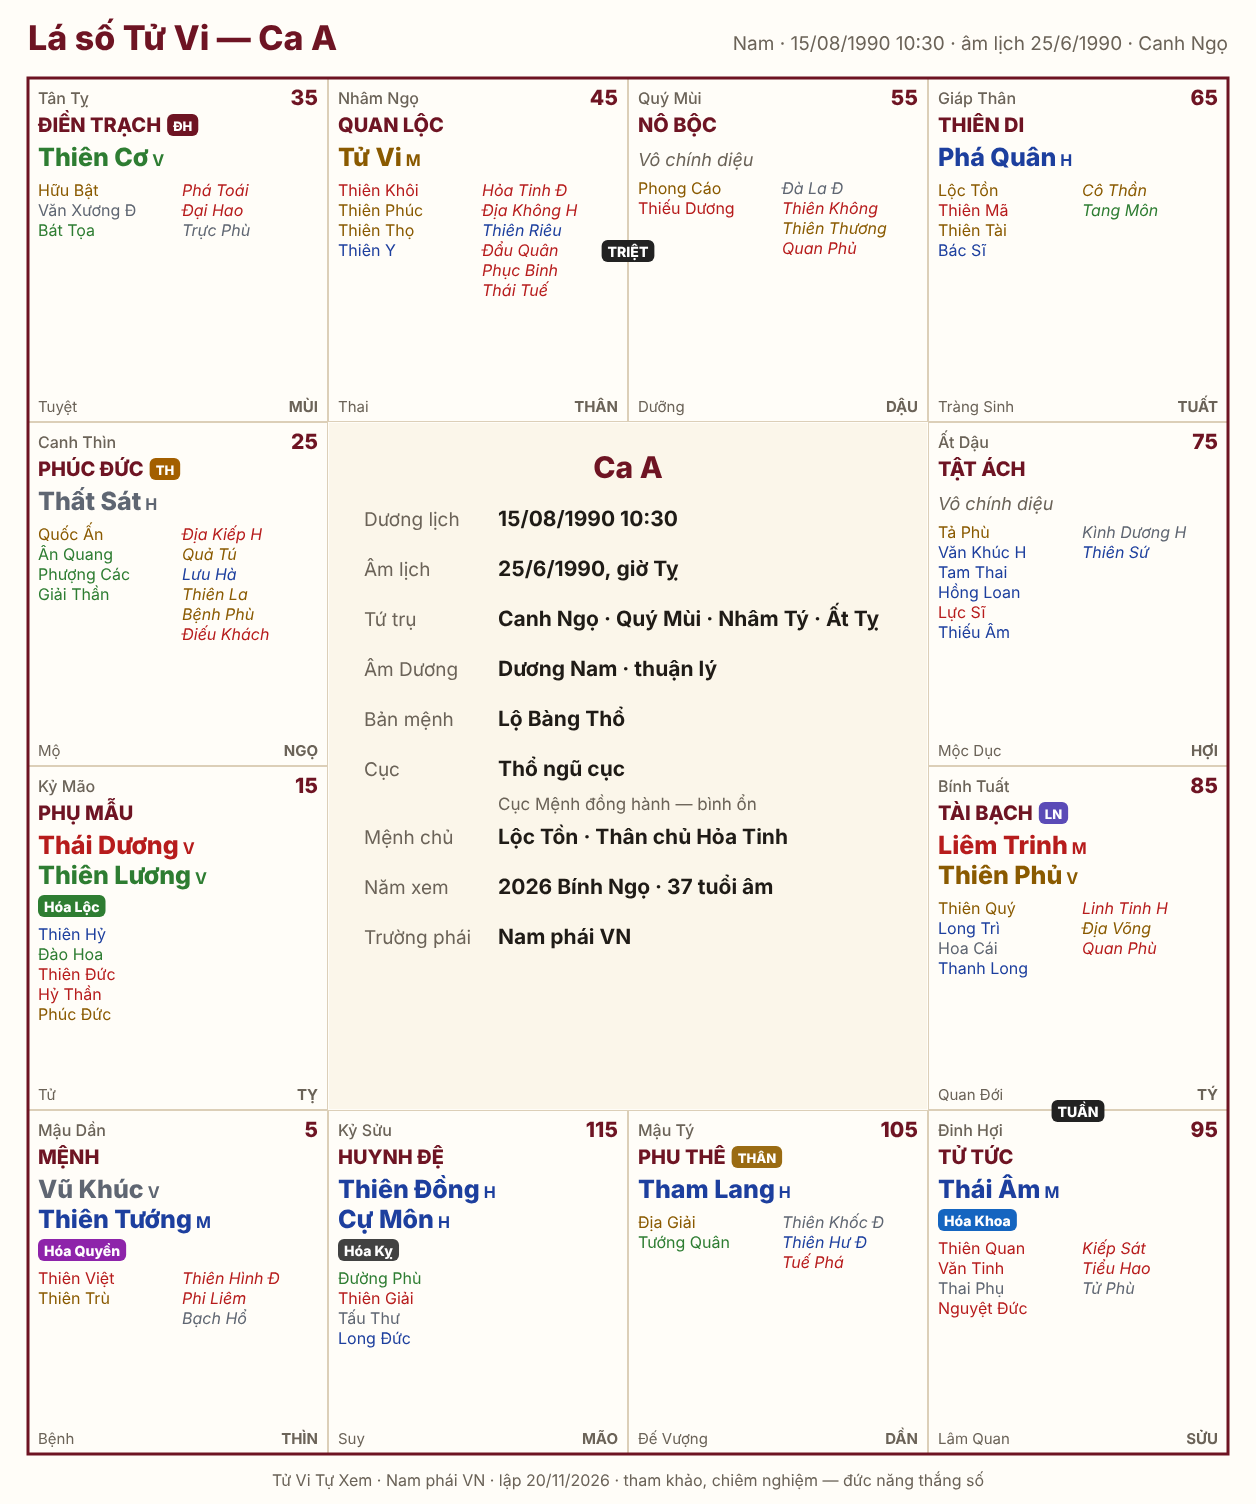 Lá số Tử Vi — Ca A
Nam · 15/08/1990 10:30 · âm lịch 25/6/1990 · Canh Ngọ
Tân Tỵ 35
ĐIỀN TRẠCH ĐH
Thiên Cơ V
Hữu Bật Phá Toái
Văn Xương Đ Đại Hao
Bát Tọa Trực Phù
Tuyệt MÙI
Nhâm Ngọ 45
QUAN LỘC
Tử Vi M
Thiên Khôi Hỏa Tinh Đ
Thiên Phúc Địa Không H
Thiên Thọ Thiên Riêu
Thiên Y Đẩu Quân
Phục Binh
Thái Tuế
Thai THÂN
TRIỆT
Quý Mùi 55
NÔ BỘC
Vô chính diệu
Phong Cáo Đà La Đ
Thiếu Dương Thiên Không
Thiên Thương
Quan Phủ
Dưỡng DẬU
Giáp Thân 65
THIÊN DI
Phá Quân H
Lộc Tồn Cô Thần
Thiên Mã Tang Môn
Thiên Tài
Bác Sĩ
Tràng Sinh TUẤT
Canh Thìn 25
PHÚC ĐỨC TH
Thất Sát H
Quốc Ấn Địa Kiếp H
Ân Quang Quả Tú
Phượng Các Lưu Hà
Giải Thần Thiên La
Bệnh Phù
Điếu Khách
Mộ NGỌ
Ca A
Dương lịch 15/08/1990 10:30
Âm lịch 25/6/1990, giờ Tỵ
Tứ trụ Canh Ngọ · Quý Mùi · Nhâm Tý · Ất Tỵ
Âm Dương Dương Nam · thuận lý
Bản mệnh Lộ Bàng Thổ
Cục Thổ ngũ cục
Cục Mệnh đồng hành — bình ổn
Mệnh chủ Lộc Tồn · Thân chủ Hỏa Tinh
Năm xem 2026 Bính Ngọ · 37 tuổi âm
Trường phái Nam phái VN
Ất Dậu 75
TẬT ÁCH
Vô chính diệu
Tả Phù Kình Dương H
Văn Khúc H Thiên Sứ
Tam Thai
Hồng Loan
Lực Sĩ
Thiếu Âm
Mộc Dục HỢI
Kỷ Mão 15
PHỤ MẪU
Thái Dương V
Thiên Lương V
Hóa Lộc
Thiên Hỷ
Đào Hoa
Thiên Đức
Hỷ Thần
Phúc Đức
Tử TỴ
Bính Tuất 85
TÀI BẠCH LN
Liêm Trinh M
Thiên Phủ V
Thiên Quý Linh Tinh H
Long Trì Địa Võng
Hoa Cái Quan Phù
Thanh Long
Quan Đới TÝ
TUẦN
Mậu Dần 5
MỆNH
Vũ Khúc V
Thiên Tướng M
Hóa Quyền
Thiên Việt Thiên Hình Đ
Thiên Trù Phi Liêm
Bạch Hổ
Bệnh THÌN
Kỷ Sửu 115
HUYNH ĐỆ
Thiên Đồng H
Cự Môn H
Hóa Kỵ
Đường Phù
Thiên Giải
Tấu Thư
Long Đức
Suy MÃO
Mậu Tý 105
PHU THÊ THÂN
Tham Lang H
Địa Giải Thiên Khốc Đ
Tướng Quân Thiên Hư Đ
Tuế Phá
Đế Vượng DẦN
Đinh Hợi 95
TỬ TỨC
Thái Âm M
Hóa Khoa
Thiên Quan Kiếp Sát
Văn Tinh Tiểu Hao
Thai Phụ Tử Phù
Nguyệt Đức
Lâm Quan SỬU
Tử Vi Tự Xem · Nam phái VN · lập 20/11/2026 · tham khảo, chiêm nghiệm — đức năng thắng số